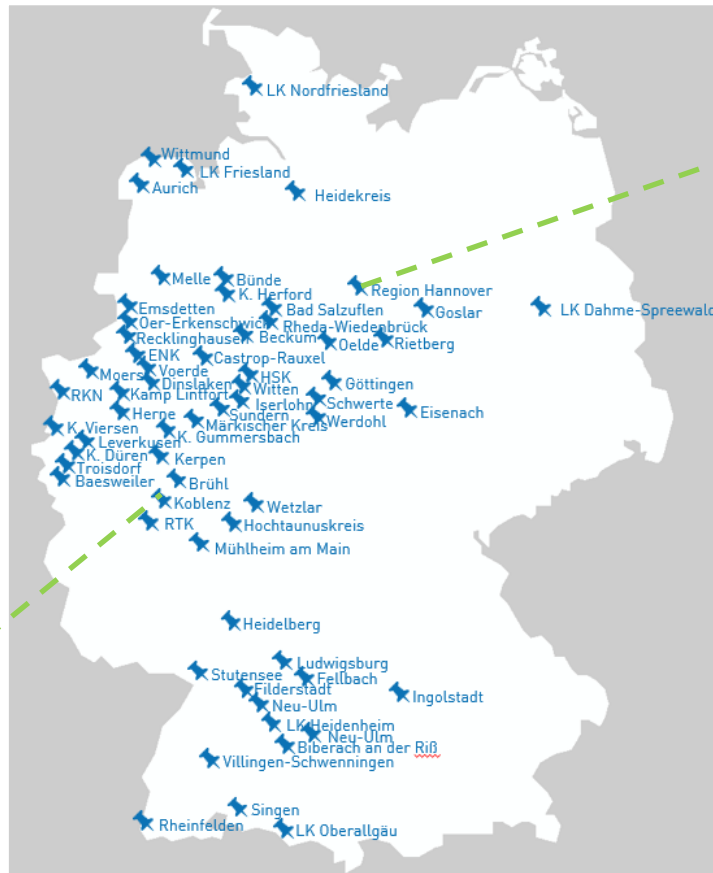 LK Nordfriesland
Wittmund
LK Friesland
Aurich
Heidekreis
Melle
Bünde
K. Herford
Region Hannover
Emsdetten
Bad Salzuflen
Goslar
LK Dahme-Spreewald
Oer-Erkenschwick
Rheda-Wiedenbrück
Recklinghausen
Beckum
Oelde
Rietberg
ENK
Castrop-Rauxel
Voerde
Moers
Dinslaken
HSK
Göttingen
RKN
Kamp Lintfort
Witten
Iserlohn
Schwerte
Herne
Sundern
Eisenach
Märkischer Kreis
Werdohl
K. Viersen
K. Gummersbach
Leverkusen
K. Düren
Kerpen
Troisdorf
Baesweiler
Brühl
Koblenz
Wetzlar
RTK
Hochtaunuskreis
Mühlheim am Main
Heidelberg
Ludwigsburg
Stutensee
Fellbach
Filderstadt
Ingolstadt
Neu-Ulm
LK Heidenheim
Neu-Ulm
Biberach an der Riß
Villingen-Schwenningen
Singen
Rheinfelden
LK Oberallgäu